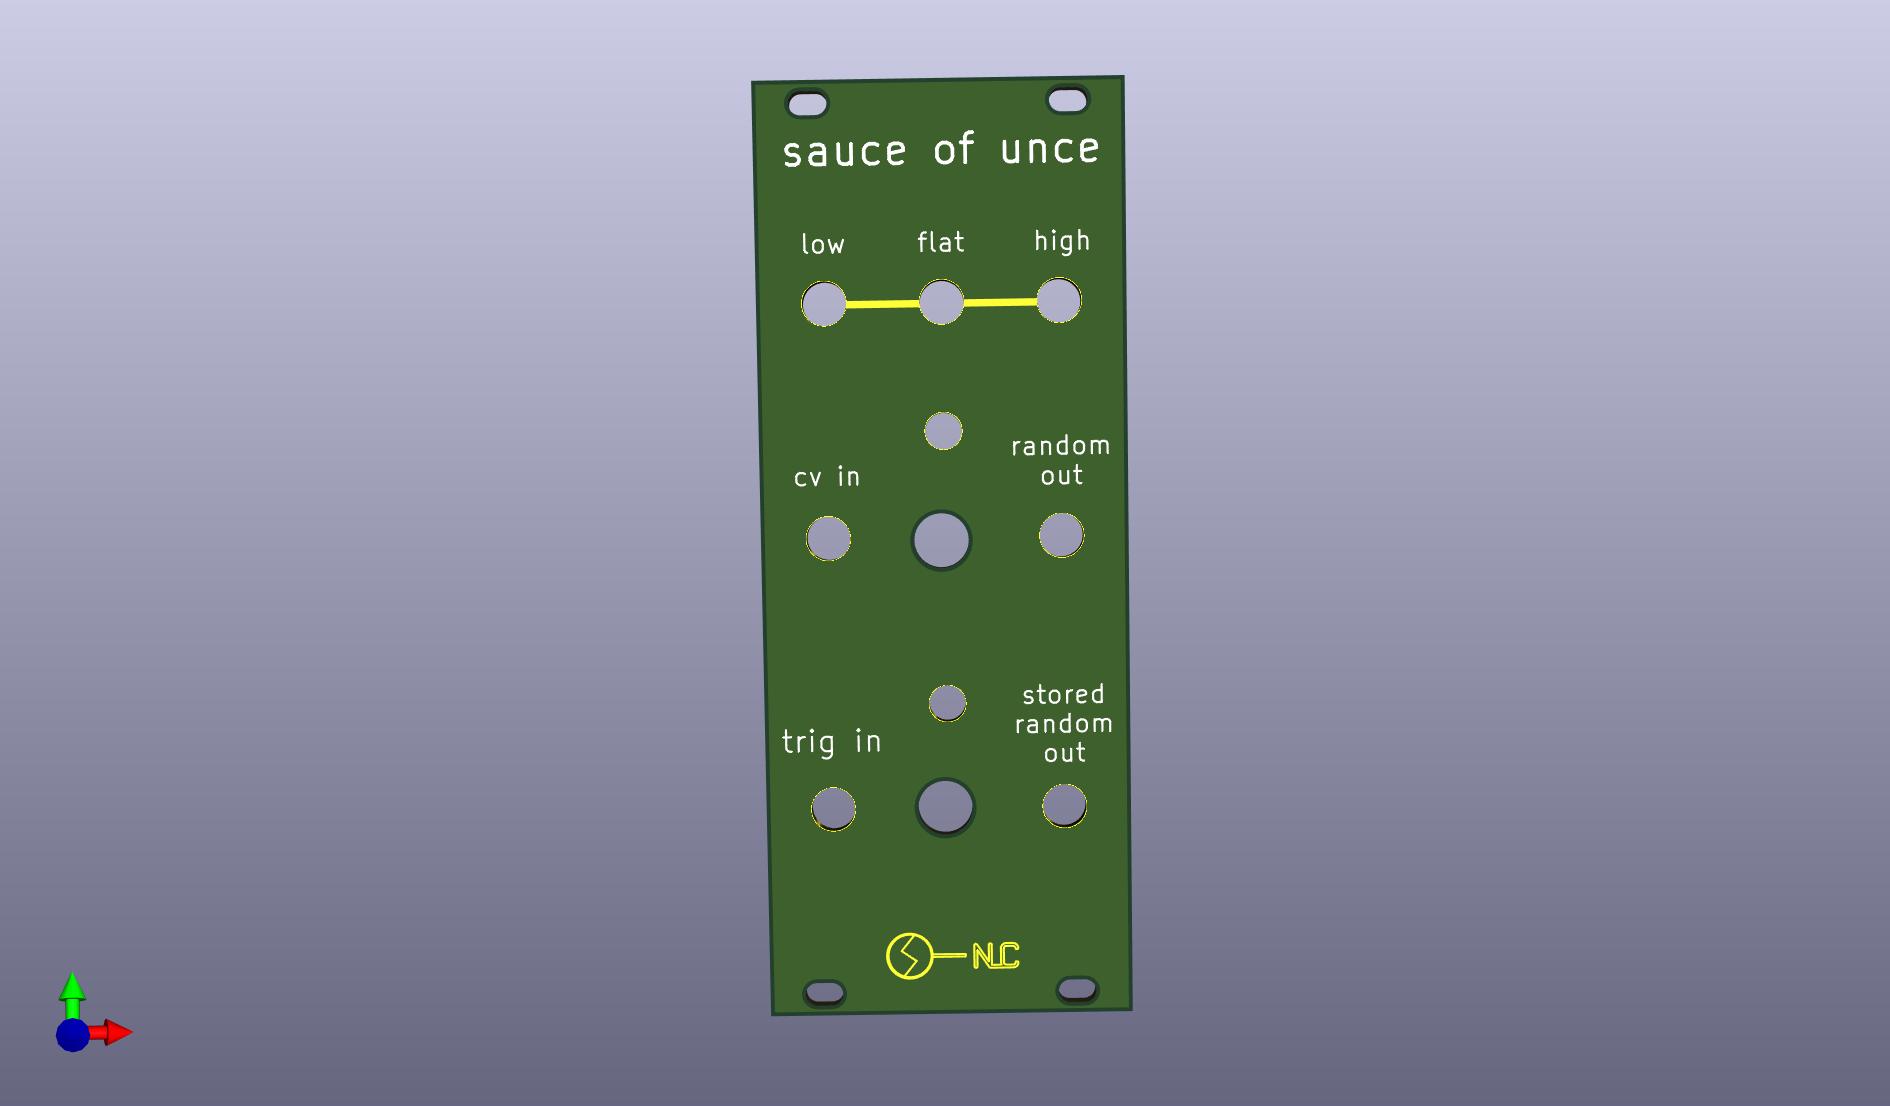 sauce of unce
low flat high
random
out
cv in
stored
random
out
trig in
NLC